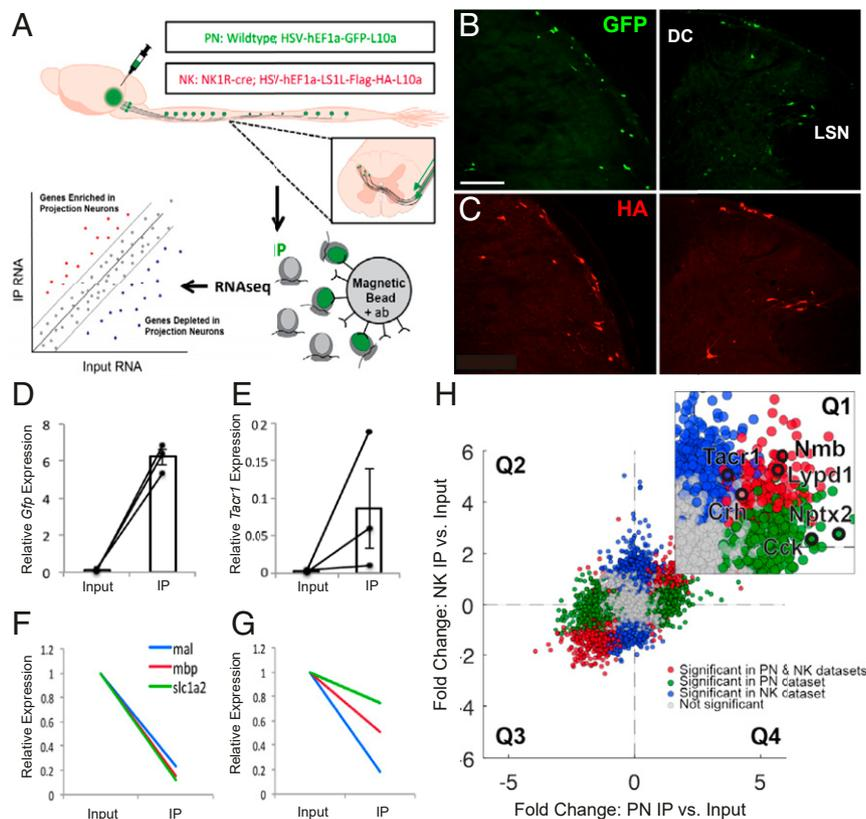 A
PN: Wildtype; HSV-hEF1a-GFP-L10a
NK: NK1R-cre; HSV-hEF1a-LS1L-Flag-HA-L10a
Genes Enriched in
Projection Neurons
IP RNA
Genes Depleted in
Projection Neurons
Input RNA
RNAseq
IP
Magnetic
Bead
+ ab
B
GFP
DC
LSN
C
HA
D
Relative Gfp Expression
8
6
4
2
0
Input
IP
E
Relative Tacr1 Expression
0.2
0.15
0.1
0.05
0
Input
IP
F
Relative Expression
1.2
1
0.8
0.6
0.4
0.2
0
mal
mbp
slc1a2
Input
IP
G
Relative Expression
1.2
1
0.8
0.6
0.4
0.2
0
Input
IP
H
Q1
Tacr1
Nmb
Lypd1
Crh
Nptx2
Cck
Q2
Fold Change: NK IP vs. Input
6
4
2
0
-2
-4
-6
Significant in PN & NK datasets
Significant in PN dataset
Significant in NK dataset
Not significant
Q3
Q4
-5
0
5
Fold Change: PN IP vs. Input